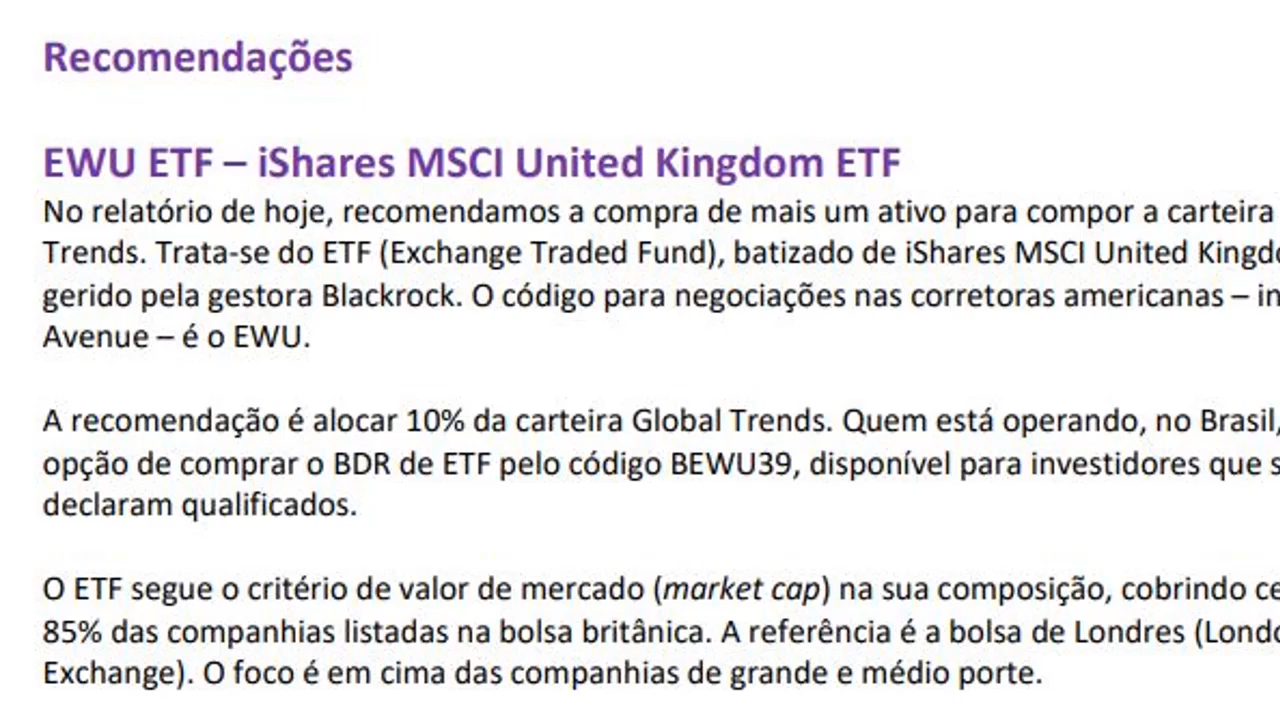 Recomendações
EWU ETF – iShares MSCI United Kingdom ETF
No relatório de hoje, recomendamos a compra de mais um ativo para compor a carteira
Trends. Trata-se do ETF (Exchange Traded Fund), batizado de iShares MSCI United
gerido pela gestora Blackrock. O código para negociações nas corretoras americanas –
Avenue – é o EWU.
A recomendação é alocar 10% da carteira Global Trends. Quem está operando, no Brasil,
opção de comprar o BDR de ETF pelo código BEWU39, disponível para investidores que
declaram qualificados.
O ETF segue o critério de valor de mercado (market cap) na sua composição, cobrindo
85% das companhias listadas na bolsa britânica. A referência é a bolsa de Londres
Exchange). O foco é em cima das companhias de grande e médio porte.